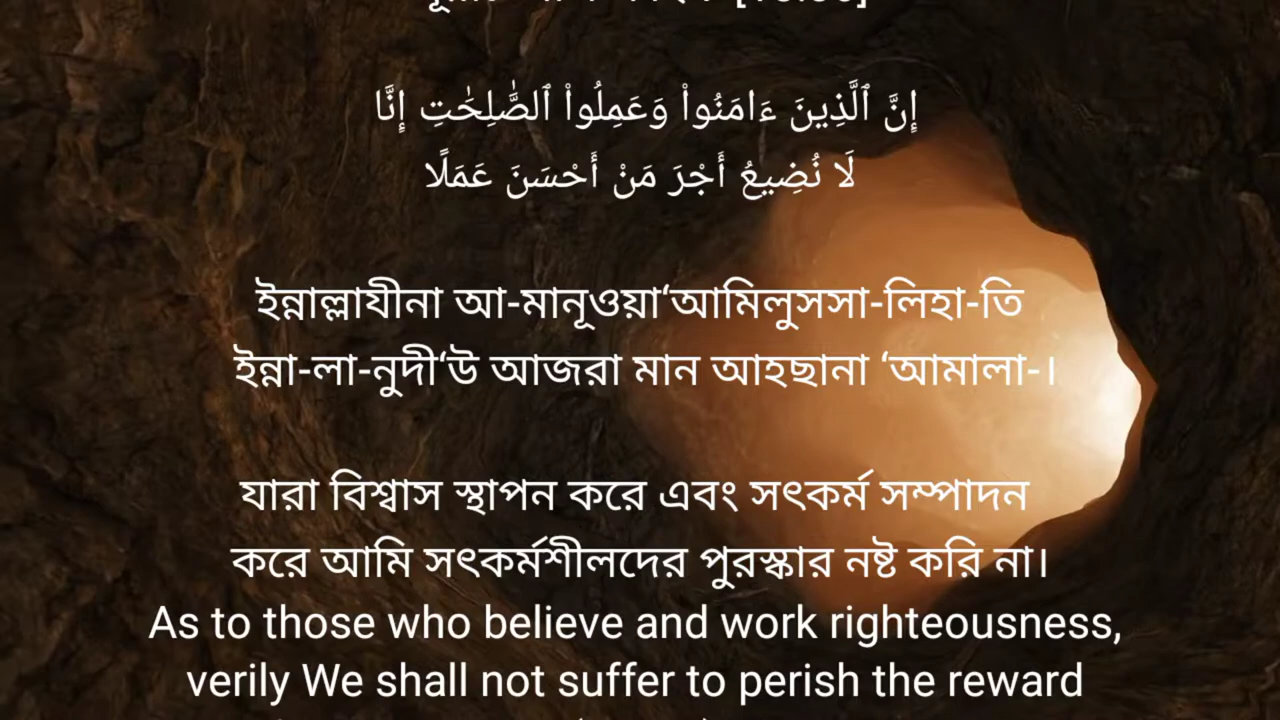 إِنَّ ٱلَّذِينَ ءَامَنُوا۟ وَعَمِلُوا۟ ٱلصَّٰلِحَٰتِ إِنَّا
لَا نُضِيعُ أَجْرَ مَنْ أَحْسَنَ عَمَلًا
ইন্নাল্লাযীনা আ-মানূওয়া‘আমিলুসসা-লিহা-তি
ইন্না-লা-নুদী‘উ আজরা মান আহছানা ‘আমালা-।
যারা বিশ্বাস স্থাপন করে এবং সৎকর্ম সম্পাদন
করে আমি সৎকর্মশীলদের পুরস্কার নষ্ট করি না।
As to those who believe and work righteousness,
verily We shall not suffer to perish the reward